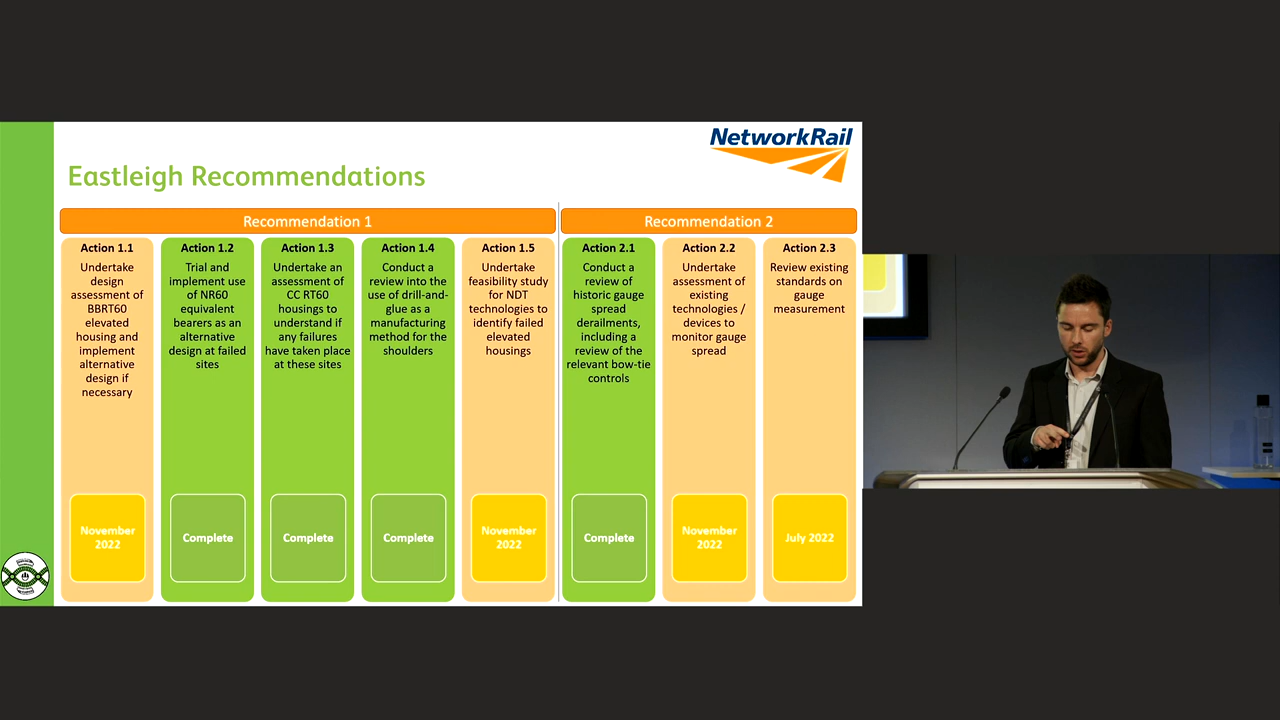 NetworkRail
Eastleigh Recommendations
Recommendation 1
Action 1.1
Undertake
design
assessment of
BBRT60
elevated
housing and
implement
alternative
design if
necessary
November
2022
Action 1.2
Trial and
implement use
of NR60
equivalent
bearers as an
alternative
design at failed
sites
Complete
Action 1.3
Undertake an
assessment of
CC RT60
housings to
understand if
any failures
have taken place
at these sites
Complete
Action 1.4
Conduct a
review into the
use of drill-and-
glue as a
manufacturing
method for the
shoulders
Complete
Action 1.5
Undertake
feasibility study
for NDT
technologies to
identify failed
elevated
housings
November
2022
Recommendation 2
Action 2.1
Conduct a
review of
historic gauge
spread
derailments,
including a
review of the
relevant bow-tie
controls
Complete
Action 2.2
Undertake
assessment of
existing
technologies /
devices to
monitor gauge
spread
November
2022
Action 2.3
Review existing
standards on
gauge
measurement
July 2022